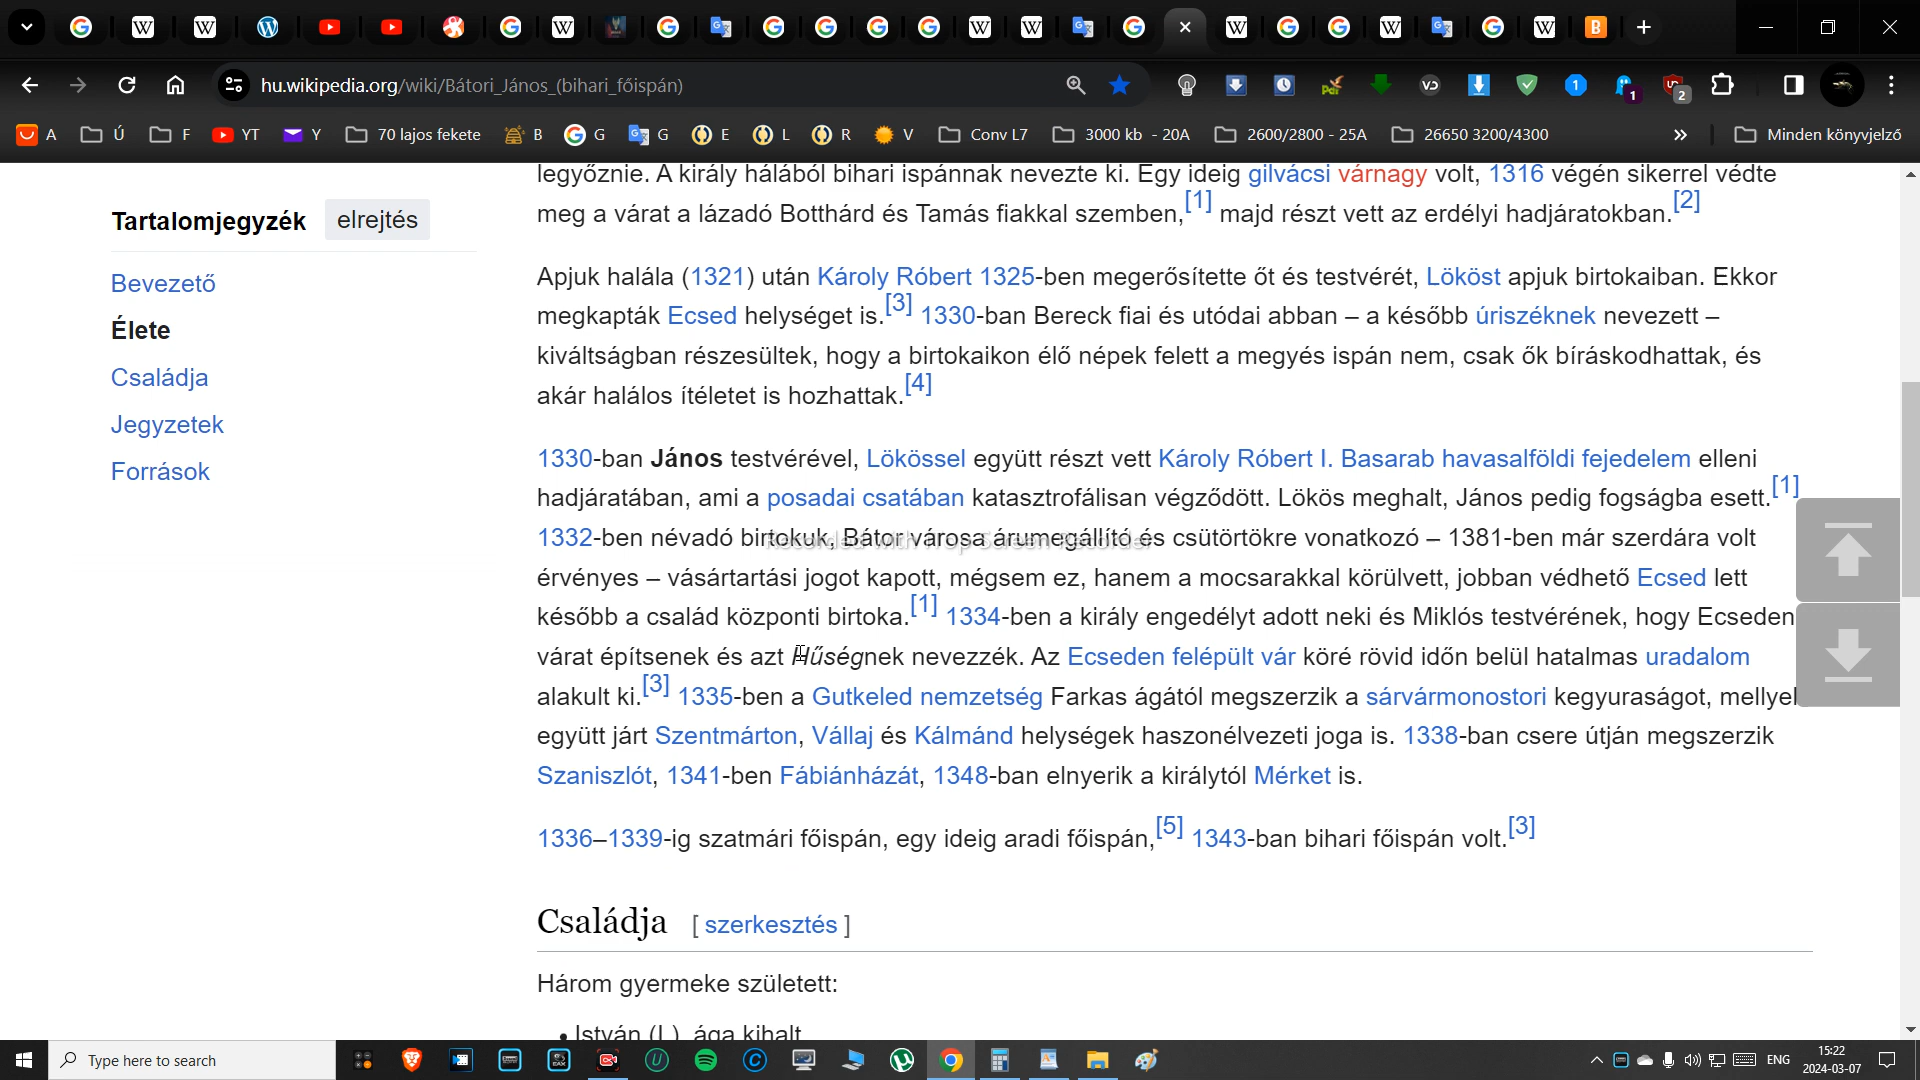 hu.wikipedia.org/wiki/Bátori_János_(bihari_főispán)
A Ú F YT Y 70 lajos fekete B G G E L R V Conv L7 3000 kb - 20A 2600/2800 - 25A 26650 3200/4300 » Minden könyvjelző
legyőznie. A király hálából bihari ispánnak nevezte ki. Egy ideig gilvácsi várnagy volt, 1316 végén sikerrel védte
meg a várat a lázadó Botthárd és Tamás fiakkal szemben,[1] majd részt vett az erdélyi hadjáratokban.[2]
Tartalomjegyzék elrejtés
Bevezető
Élete
Családja
Jegyzetek
Források
Apjuk halála (1321) után Károly Róbert 1325-ben megerősítette őt és testvérét, Lököst apjuk birtokaiban. Ekkor
megkapták Ecsed helységet is.[3] 1330-ban Bereck fiai és utódai abban – a később úriszéknek nevezett –
kiváltságban részesültek, hogy a birtokaikon élő népek felett a megyés ispán nem, csak ők bíráskodhattak, és
akár halálos ítéletet is hozhattak.[4]
1330-ban János testvérével, Lökössel együtt részt vett Károly Róbert I. Basarab havasalföldi fejedelem elleni
hadjáratában, ami a posadai csatában katasztrofálisan végződött. Lökös meghalt, János pedig fogságba esett.[1]
1332-ben névadó birtokuk, Bátor városa árumegállító és csütörtökre vonatkozó – 1381-ben már szerdára volt
Recorded with iTop Screen Recorder
érvényes – vásártartási jogot kapott, mégsem ez, hanem a mocsarakkal körülvett, jobban védhető Ecsed lett
később a család központi birtoka.[1] 1334-ben a király engedélyt adott neki és Miklós testvérének, hogy Ecseden
várat építsenek és azt Hűségnek nevezzék. Az Ecseden felépült vár köré rövid időn belül hatalmas uradalom
alakult ki.[3] 1335-ben a Gutkeled nemzetség Farkas ágától megszerzik a sárvármonostori kegyuraságot, mellyel
együtt járt Szentmárton, Vállaj és Kálmánd helységek haszonélvezeti joga is. 1338-ban csere útján megszerzik
Szaniszlót, 1341-ben Fábiánházát, 1348-ban elnyerik a királytól Mérket is.
1336–1339-ig szatmári főispán, egy ideig aradi főispán,[5] 1343-ban bihari főispán volt.[3]
Családja [ szerkesztés ]
Három gyermeke született:
• István (I.), ága kihalt
Type here to search
ENG
15:22
2024-03-07